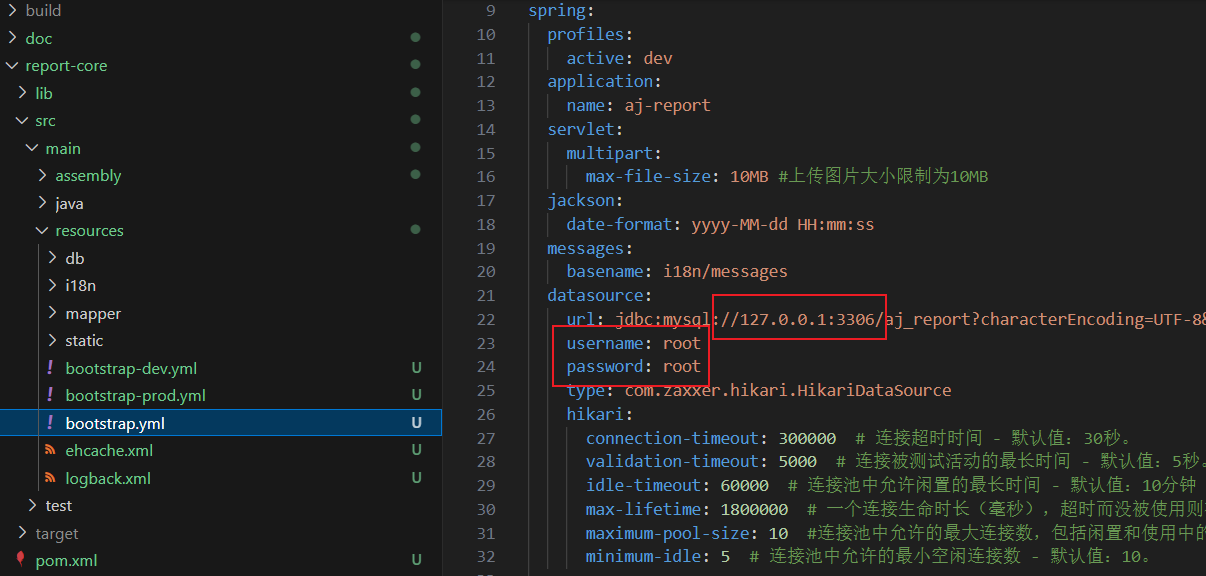 build
doc
report-core
lib
src
main
assembly
java
resources
db
i18n
mapper
static
! bootstrap-dev.yml U
! bootstrap-prod.yml U
! bootstrap.yml U
ehcache.xml U
logback.xml U
test
target
pom.xml U
9 spring:
10 profiles:
11 active: dev
12 application:
13 name: aj-report
14 servlet:
15 multipart:
16 max-file-size: 10MB #上传图片大小限制为10MB
17 jackson:
18 date-format: yyyy-MM-dd HH:mm:ss
19 messages:
20 basename: i18n/messages
21 datasource:
22 url: jdbc:mysql://127.0.0.1:3306/aj_report?characterEncoding=UTF-8&
23 username: root
24 password: root
25 type: com.zaxxer.hikari.HikariDataSource
26 hikari:
27 connection-timeout: 300000 # 连接超时时间 - 默认值：30秒。
28 validation-timeout: 5000 # 连接被测试活动的最长时间 - 默认值：5秒。
29 idle-timeout: 60000 # 连接池中允许闲置的最长时间 - 默认值：10分钟
30 max-lifetime: 1800000 # 一个连接生命时长（毫秒），超时而没被使用则
31 maximum-pool-size: 10 #连接池中允许的最大连接数，包括闲置和使用中的
32 minimum-idle: 5 # 连接池中允许的最小空闲连接数 - 默认值：10。